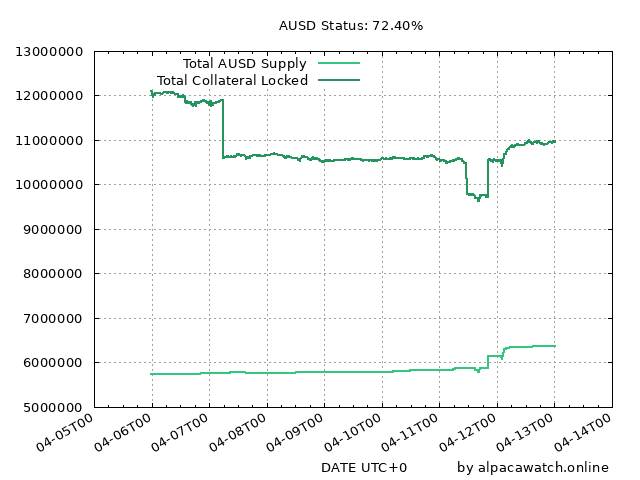 AUSD Status: 72.40%
13000000
12000000
11000000
10000000
9000000
8000000
7000000
6000000
5000000
Total AUSD Supply
Total Collateral Locked
04-05T00
04-06T00
04-07T00
04-08T00
04-09T00
04-10T00
04-11T00
04-12T00
04-13T00
04-14T00
DATE UTC+0
by alpacawatch.online